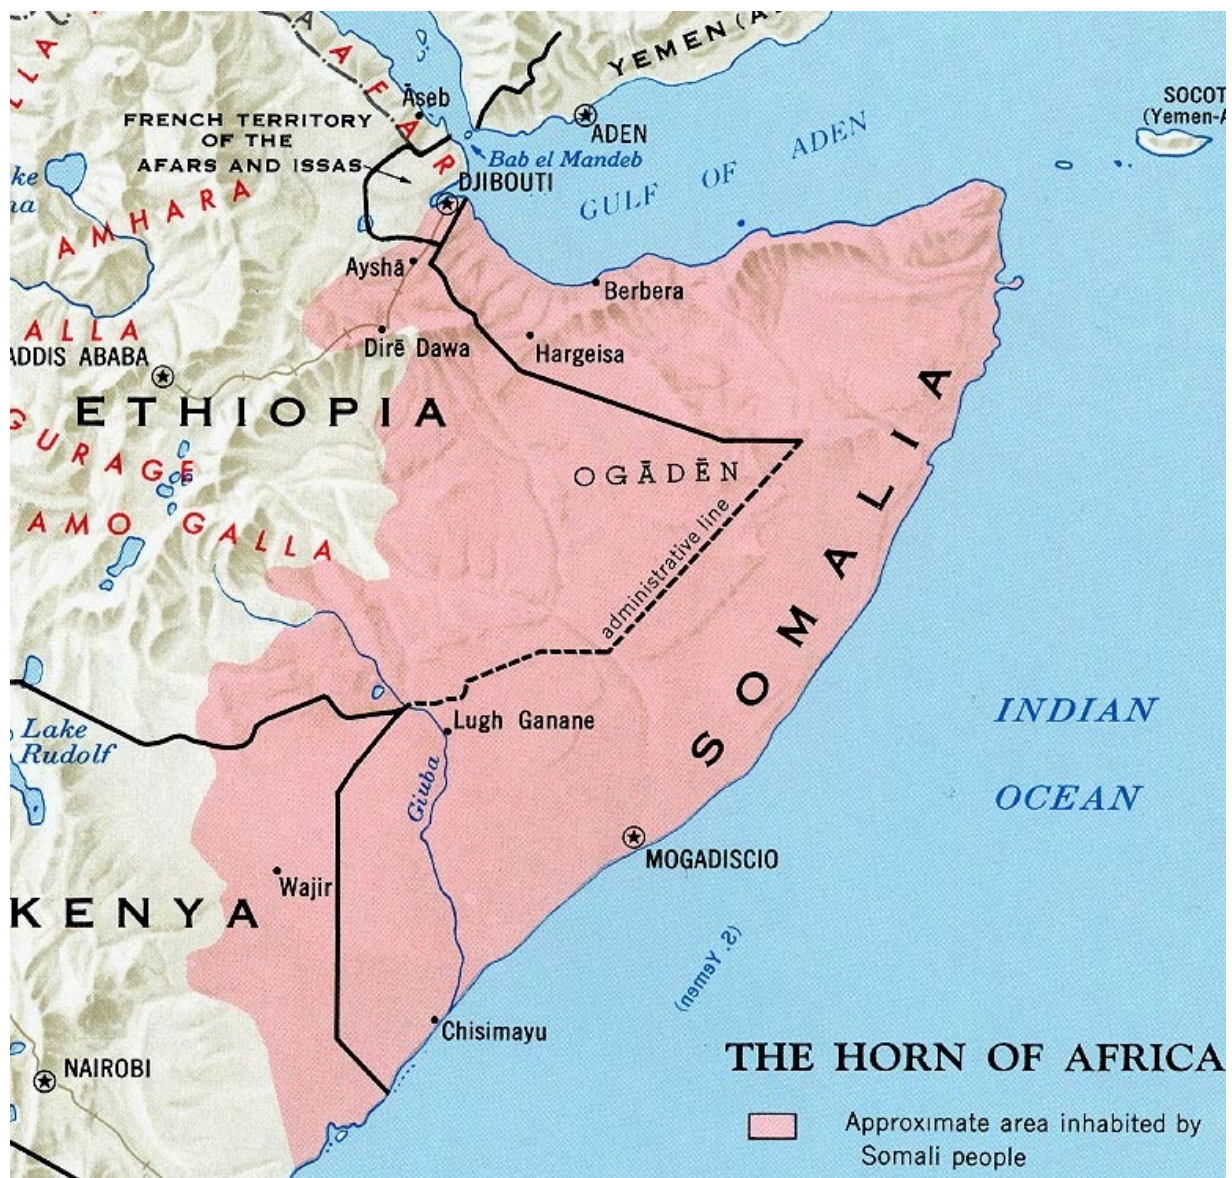 AFAR
YEMEN (A
Āseb
SOCOT
(Yemen-A
FRENCH TERRITORY
OF THE
AFARS AND ISSAS
ADEN
GULF OF ADEN
Bab el Mandeb
DJIBOUTI
AMHARA
Ayshā
Berbera
ALLA
ADDIS ABABA
Dirē Dawa
Hargeisa
ETHIOPIA
SOMALIA
GURAGE
OGĀDĒN
AMO GALLA
administrative line
Lake
Rudolf
Lugh Ganane
INDIAN
OCEAN
Giuba
MOGADISCIO
Wajir
KENYA
(S. Yemen)
Chisimayu
NAIROBI
THE HORN OF AFRICA
Approximate area inhabited by
Somali people